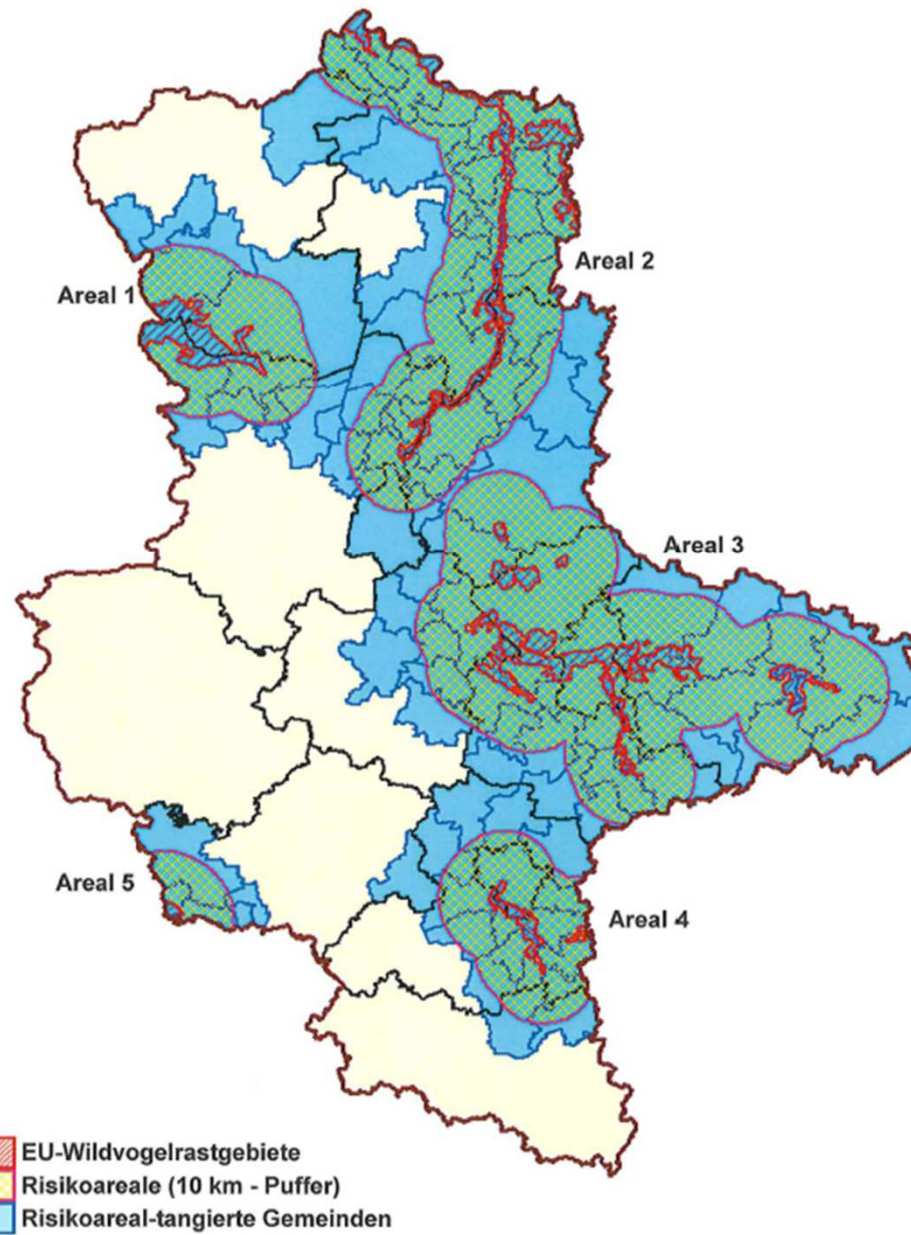 Areal 2
Areal 1
Areal 3
Areal 5
Areal 4
EU-Wildvogelrastgebiete
Risikoareale (10 km - Puffer)
Risikoareal-tangierte Gemeinden